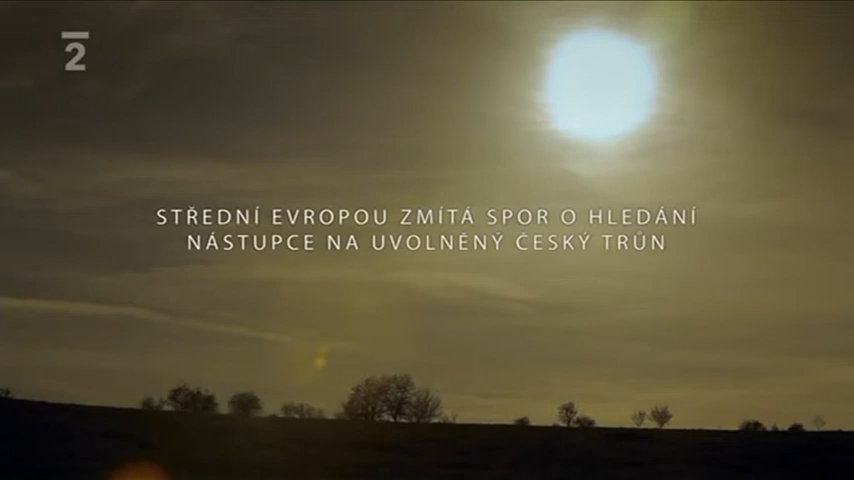 2
STŘEDNÍ EVROPOU ZMÍTÁ SPOR O HLEDÁNÍ
NÁSTUPCE NA UVOLNĚNÝ ČESKÝ TRŮN